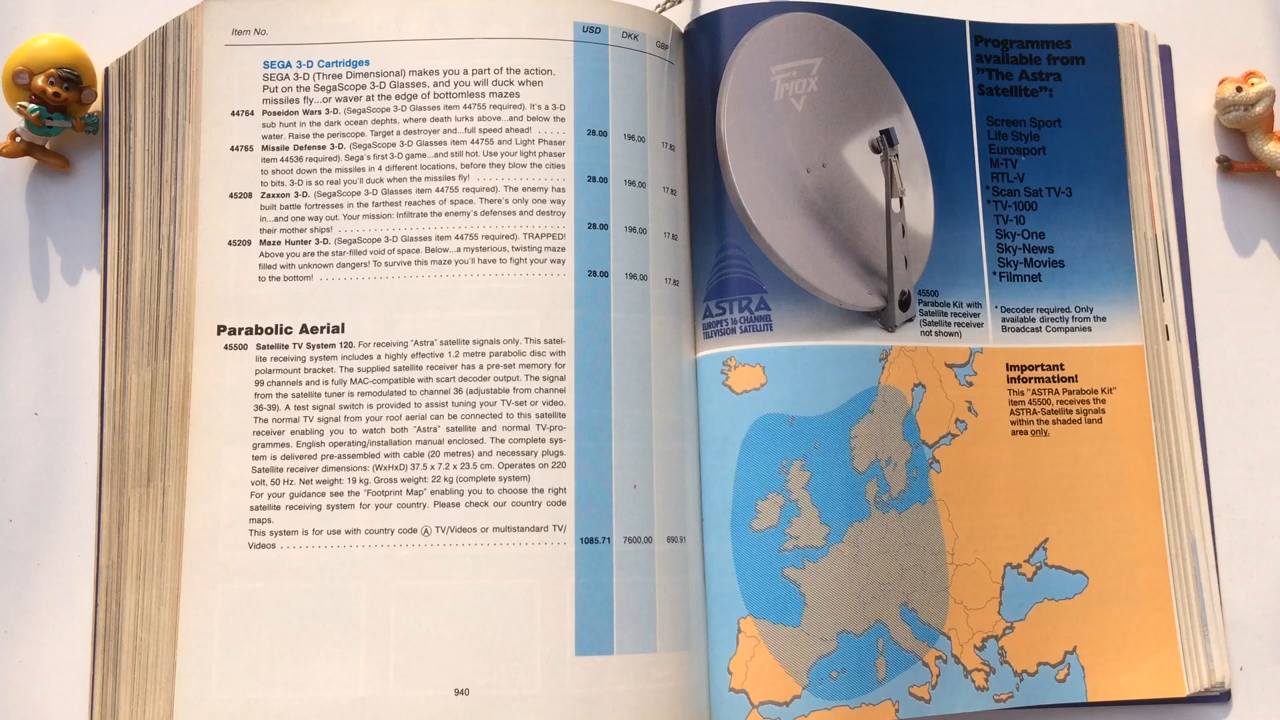 Item No.
USD
DKK
GBP
SEGA 3-D Cartridges
SEGA 3-D (Three Dimensional) makes you a part of the action.
Put on the SegaScope 3-D Glasses, and you will duck when
missiles fly...or waver at the edge of bottomless mazes
44764 Poseidon Wars 3-D. (SegaScope 3-D Glasses item 44755 required). It's a 3-D
sub hunt in the dark ocean depths, where death lurks above...and below the
water. Raise the periscope. Target a destroyer and...full speed ahead! ..... 28.00 196,00 17.82
44765 Missile Defense 3-D. (SegaScope 3-D Glasses item 44755 and Light Phaser
item 44536 required). Sega's first 3-D game...and still hot. Use your light phaser
to shoot down the missiles in 4 different locations, before they blow the cities
to bits. 3-D is so real you'll duck when the missiles fly! ............... 28.00 196,00 17.82
45208 Zaxxon 3-D. (SegaScope 3-D Glasses item 44755 required). The enemy has
built battle fortresses in the farthest reaches of space. There's only one way
in...and one way out. Your mission: Infiltrate the enemy's defenses and destroy
their mother ships! ....................................... 28.00 196,00 17.82
45209 Maze Hunter 3-D. (SegaScope 3-D Glasses item 44755 required). TRAPPED!
Above you are the star-filled void of space. Below...a mysterious, twisting maze
filled with unknown dangers! To survive this maze you'll have to fight your way
to the bottom! .......................................... 28.00 196,00 17.82
Parabolic Aerial
45500 Satellite TV System 120. For receiving "Astra" satellite signals only. This satel-
lite receiving system includes a highly effective 1.2 metre parabolic disc with
polarmount bracket. The supplied satellite receiver has a pre-set memory for
99 channels and is fully MAC-compatible with scart decoder output. The signal
from the satellite tuner is remodulated to channel 36 (adjustable from channel
36-39). A test signal switch is provided to assist tuning your TV-set or video.
The normal TV signal from your roof aerial can be connected to this satellite
receiver enabling you to watch both "Astra" satellite and normal TV-pro-
grammes. English operating/installation manual enclosed. The complete sys-
tem is delivered pre-assembled with cable (20 metres) and necessary plugs.
Satellite receiver dimensions: (WxHxD) 37.5 x 7.2 x 23.5 cm. Operates on 220
volt, 50 Hz. Net weight: 19 kg. Gross weight: 22 kg (complete system)
For your guidance see the "Footprint Map" enabling you to choose the right
satellite receiving system for your country. Please check our country code
maps.
This system is for use with country code Ⓐ TV/Videos or multistandard TV/
Videos ............................................. 1085.71 7600,00 690.91
940
Triax
ASTRA
EUROPE'S 16 CHANNEL
TELEVISION SATELLITE
45500
Parabole Kit with
Satellite receiver
(Satellite receiver
not shown)
Programmes
available from
"The Astra
Satellite":
Screen Sport
Life Style
Eurosport
M-TV
RTL-V
*Scan Sat TV-3
*TV-1000
TV-10
Sky-One
Sky-News
Sky-Movies
*Filmnet
* Decoder required. Only
available directly from the
Broadcast Companies
Important
information!
This "ASTRA Parabole Kit"
item 45500, receives the
ASTRA-Satellite signals
within the shaded land
area only.